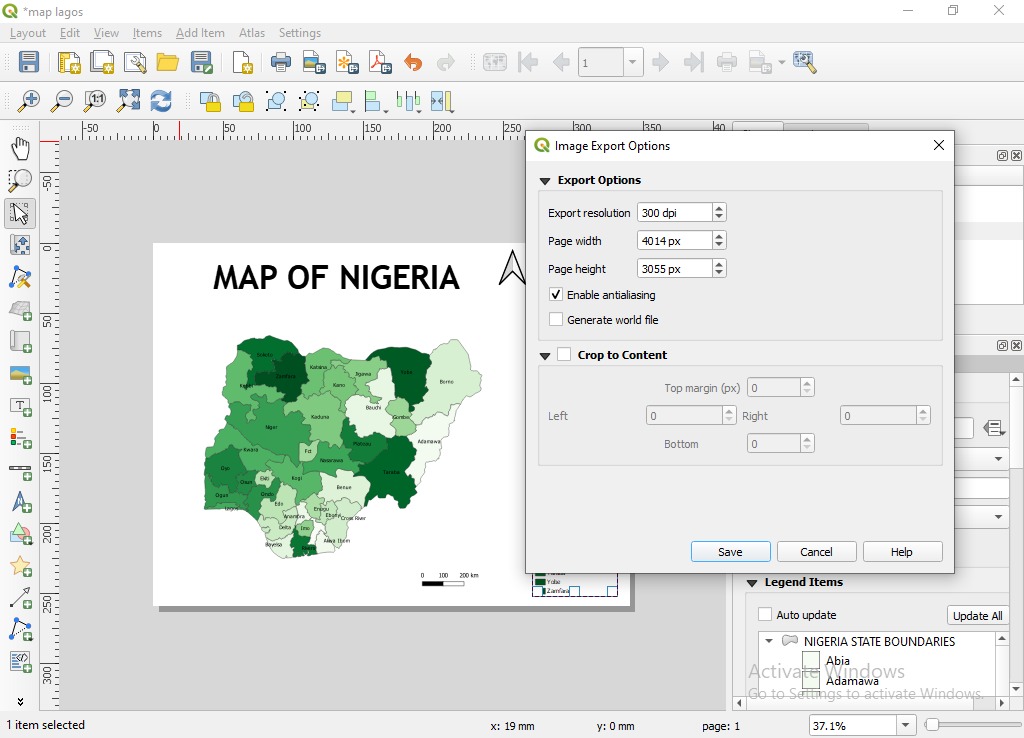 *map lagos
Layout Edit View Items Add Item Atlas Settings
1
1:1
-50 0 50 100 150 200 250 300 350 40
-50
0
50
100
150
200
250
300
MAP OF NIGERIA
Sokoto
Zamfara
Kebbi
Katsina
Jigawa
Yobe
Borno
Kano
Bauchi
Gombe
Kaduna
Niger
Adamawa
Plateau
Kwara
Fct
Nasarawa
Oyo
Taraba
Osun
Ekiti
Kogi
Benue
Ogun
Ondo
Lagos
Edo
Enugu
Anambra
Ebonyi
Cross River
Delta
Imo
Bayelsa
Akwa Ibom
0 100 200 km
Yobe
Zamfara
Image Export Options
Export Options
Export resolution 300 dpi
Page width 4014 px
Page height 3055 px
Enable antialiasing
Generate world file
Crop to Content
Top margin (px) 0
Left 0 Right 0
Bottom 0
Save Cancel Help
Legend Items
Auto update Update All
NIGERIA STATE BOUNDARIES
Abia
Adamawa
Activate Windows
Go to Settings to activate Windows.
1 item selected x: 19 mm y: 0 mm page: 1 37.1%